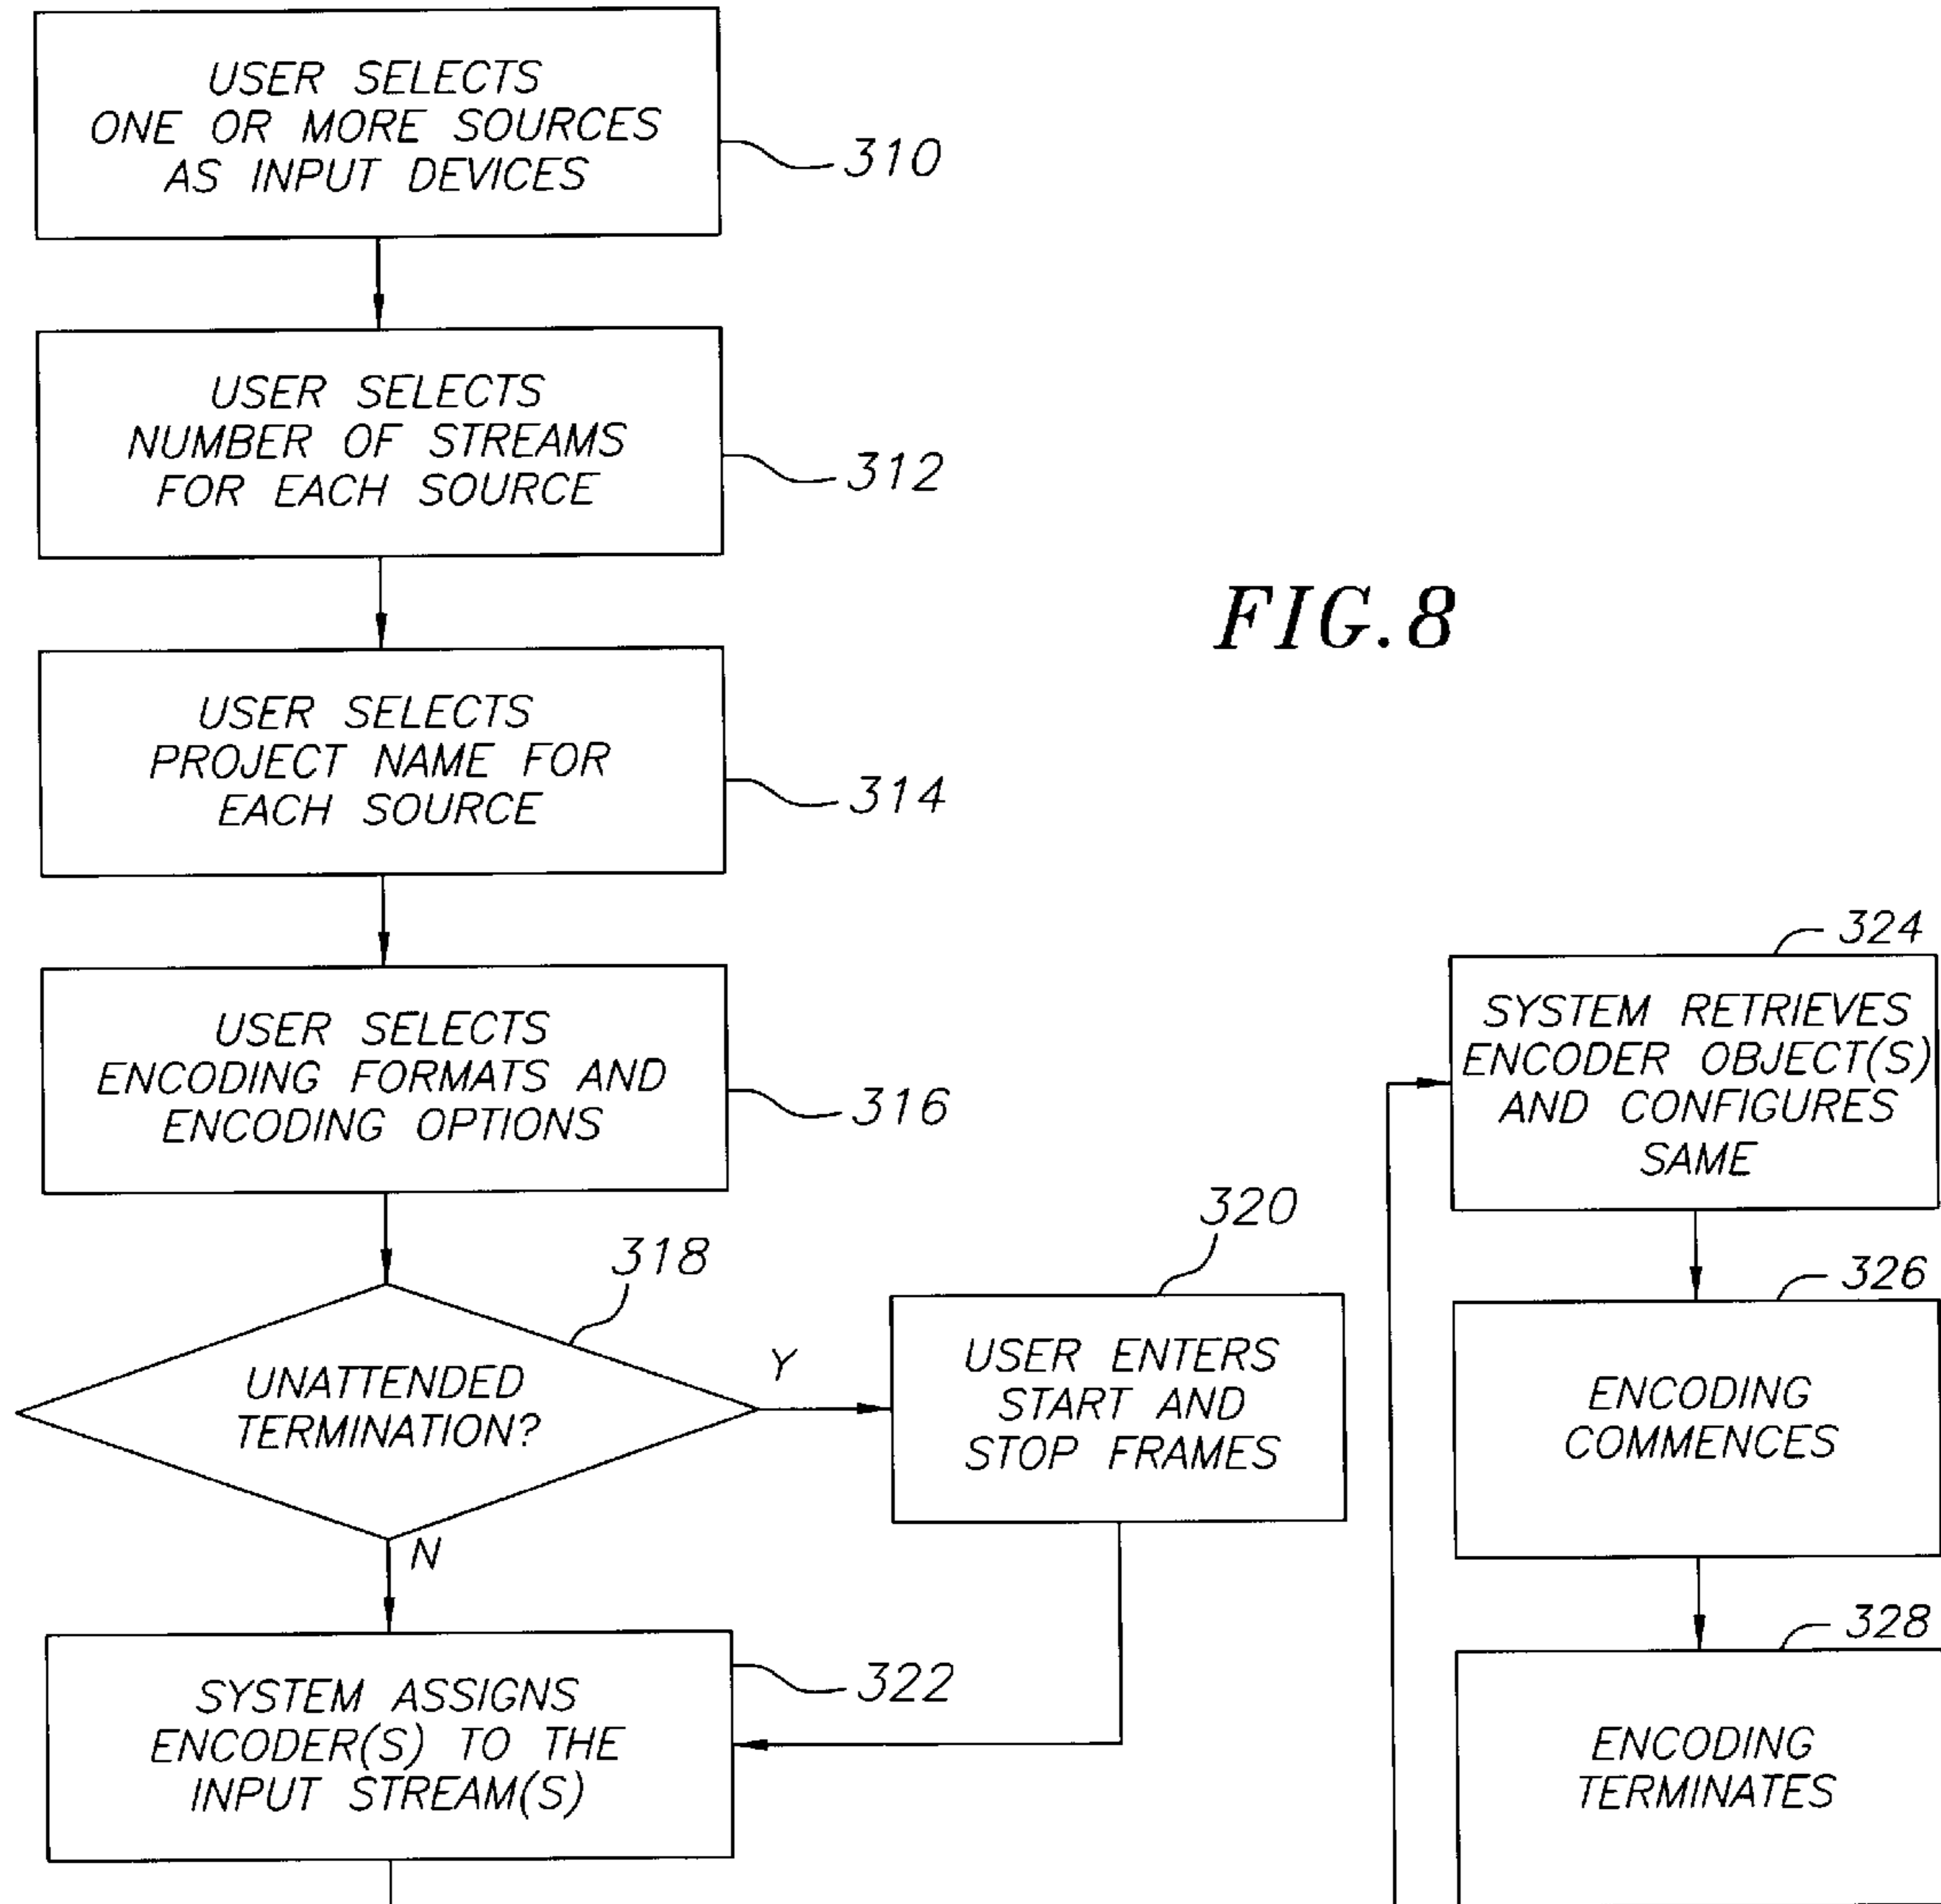 USER SELECTS
ONE OR MORE SOURCES
AS INPUT DEVICES
310
USER SELECTS
NUMBER OF STREAMS
FOR EACH SOURCE
312
FIG.8
USER SELECTS
PROJECT NAME FOR
EACH SOURCE
314
USER SELECTS
ENCODING FORMATS AND
ENCODING OPTIONS
316
318
UNATTENDED
TERMINATION?
Y
N
320
USER ENTERS
START AND
STOP FRAMES
SYSTEM ASSIGNS
ENCODER(S) TO THE
INPUT STREAM(S)
322
324
SYSTEM RETRIEVES
ENCODER OBJECT(S)
AND CONFIGURES
SAME
326
ENCODING
COMMENCES
328
ENCODING
TERMINATES